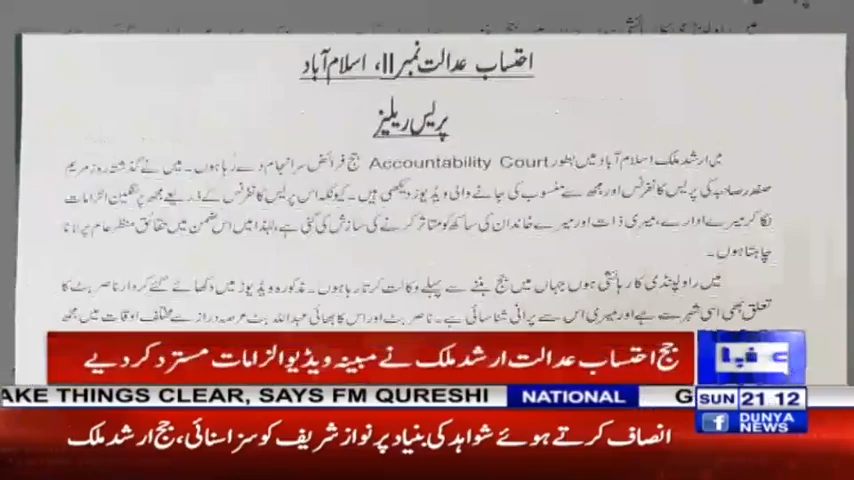 احتساب عدالت نمبر II، اسلام آباد
پریس ریلیز
میں ارشد ملک اسلام آباد میں بطور Accountability Court جج فرائض سرانجام دے رہا ہوں۔ میں نے گذشتہ روز مریم
صفدر صاحبہ کی پریس کانفرنس اور مجھ سے منسوب کی جانے والی ویڈیوز دیکھی ہیں۔ کیونکہ اس پریس کانفرنس کے ذریعے مجھ پر سنگین الزامات
لگا کر میرے ادارے، میری ذات اور میرے خاندان کی ساکھ کو متاثر کرنے کی سازش کی گئی ہے، لہٰذا میں اس ضمن میں حقائق منظر عام پر لانا
چاہتا ہوں۔
میں راولپنڈی کا رہائشی ہوں جہاں میں جج بننے سے پہلے وکالت کرتا رہا ہوں۔ مذکورہ ویڈیوز میں دکھائے گئے کردار ناصر بٹ کا
تعلق بھی اسی شہر سے ہے اور میری اس سے پرانی شناسائی ہے۔ ناصر بٹ اور اس کا بھائی عبداللہ بٹ عرصہ دراز سے مختلف اوقات میں مجھ
جج احتساب عدالت ارشد ملک نے مبینہ ویڈیو الزامات مسترد کر دیے
AKE THINGS CLEAR, SAYS FM QURESHI NATIONAL G SUN 21 12
انصاف کرتے ہوئے شواہد کی بنیاد پر نواز شریف کو سزا سنائی، جج ارشد ملک
f DUNYA NEWS